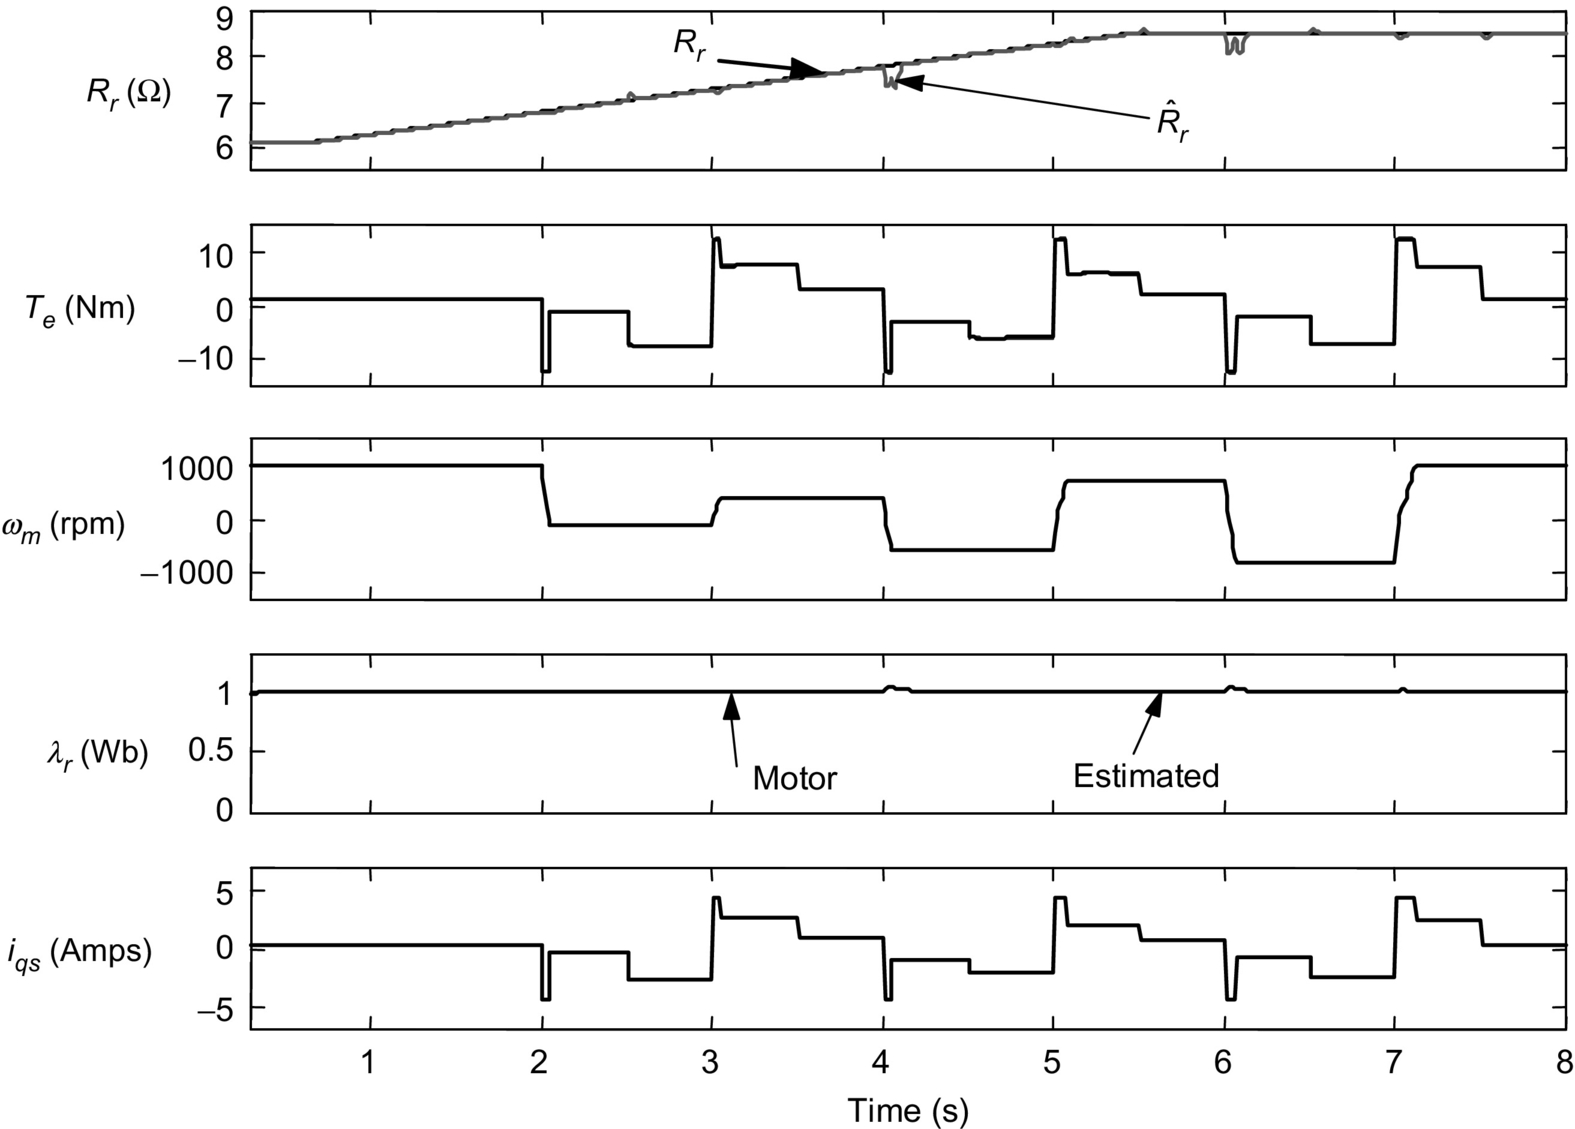 9
8
7
6
R_r (Ω)
R_r
R̂_r
10
0
–10
T_e (Nm)
1000
0
–1000
ω_m (rpm)
1
0.5
0
λ_r (Wb)
Motor
Estimated
5
0
–5
i_qs (Amps)
1 2 3 4 5 6 7 8
Time (s)